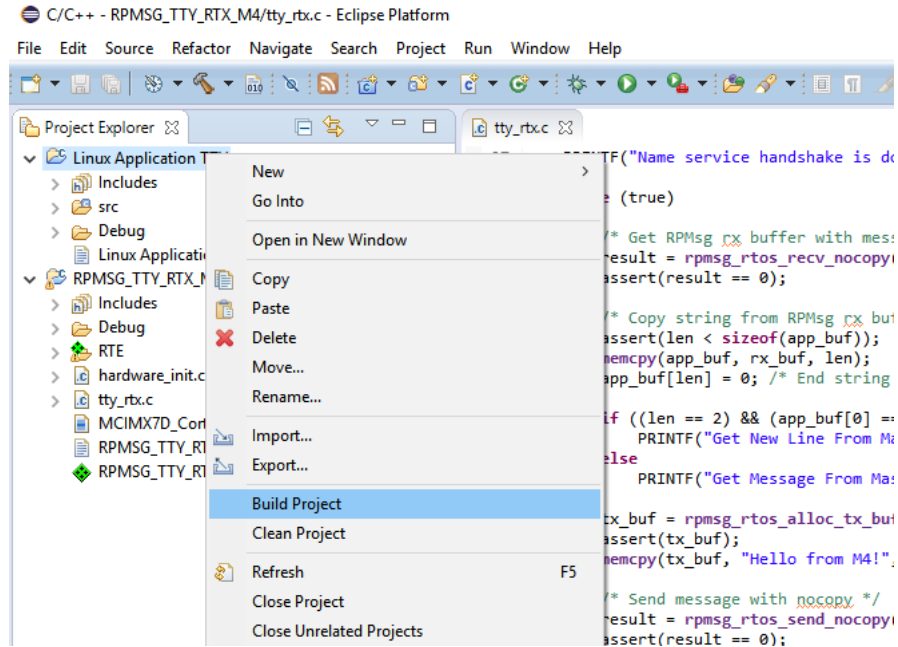 C/C++ - RPMSG_TTY_RTX_M4/tty_rtx.c - Eclipse Platform
File Edit Source Refactor Navigate Search Project Run Window Help
010
Project Explorer
Linux Application
Includes
src
Debug
Linux Applicati
RPMSG_TTY_RTX_M
Includes
Debug
RTE
hardware_init.c
tty_rtx.c
MCIMX7D_Cort
RPMSG_TTY_RT
RPMSG_TTY_RT
New
Go Into
Open in New Window
Copy
Paste
Delete
Move...
Rename...
Import...
Export...
Build Project
Clean Project
Refresh F5
Close Project
Close Unrelated Projects
tty_rtx.c
TF("Name service handshake is do
(true)
/* Get RPMsg rx buffer with mess
result = rpmsg_rtos_recv_nocopy(
assert(result == 0);
/* Copy string from RPMsg rx buf
assert(len < sizeof(app_buf));
memcpy(app_buf, rx_buf, len);
app_buf[len] = 0; /* End string
if ((len == 2) && (app_buf[0] ==
PRINTF("Get New Line From Ma
else
PRINTF("Get Message From Mas
tx_buf = rpmsg_rtos_alloc_tx_buf
assert(tx_buf);
memcpy(tx_buf, "Hello from M4!",
/* Send message with nocopy */
result = rpmsg_rtos_send_nocopy(
assert(result == 0);